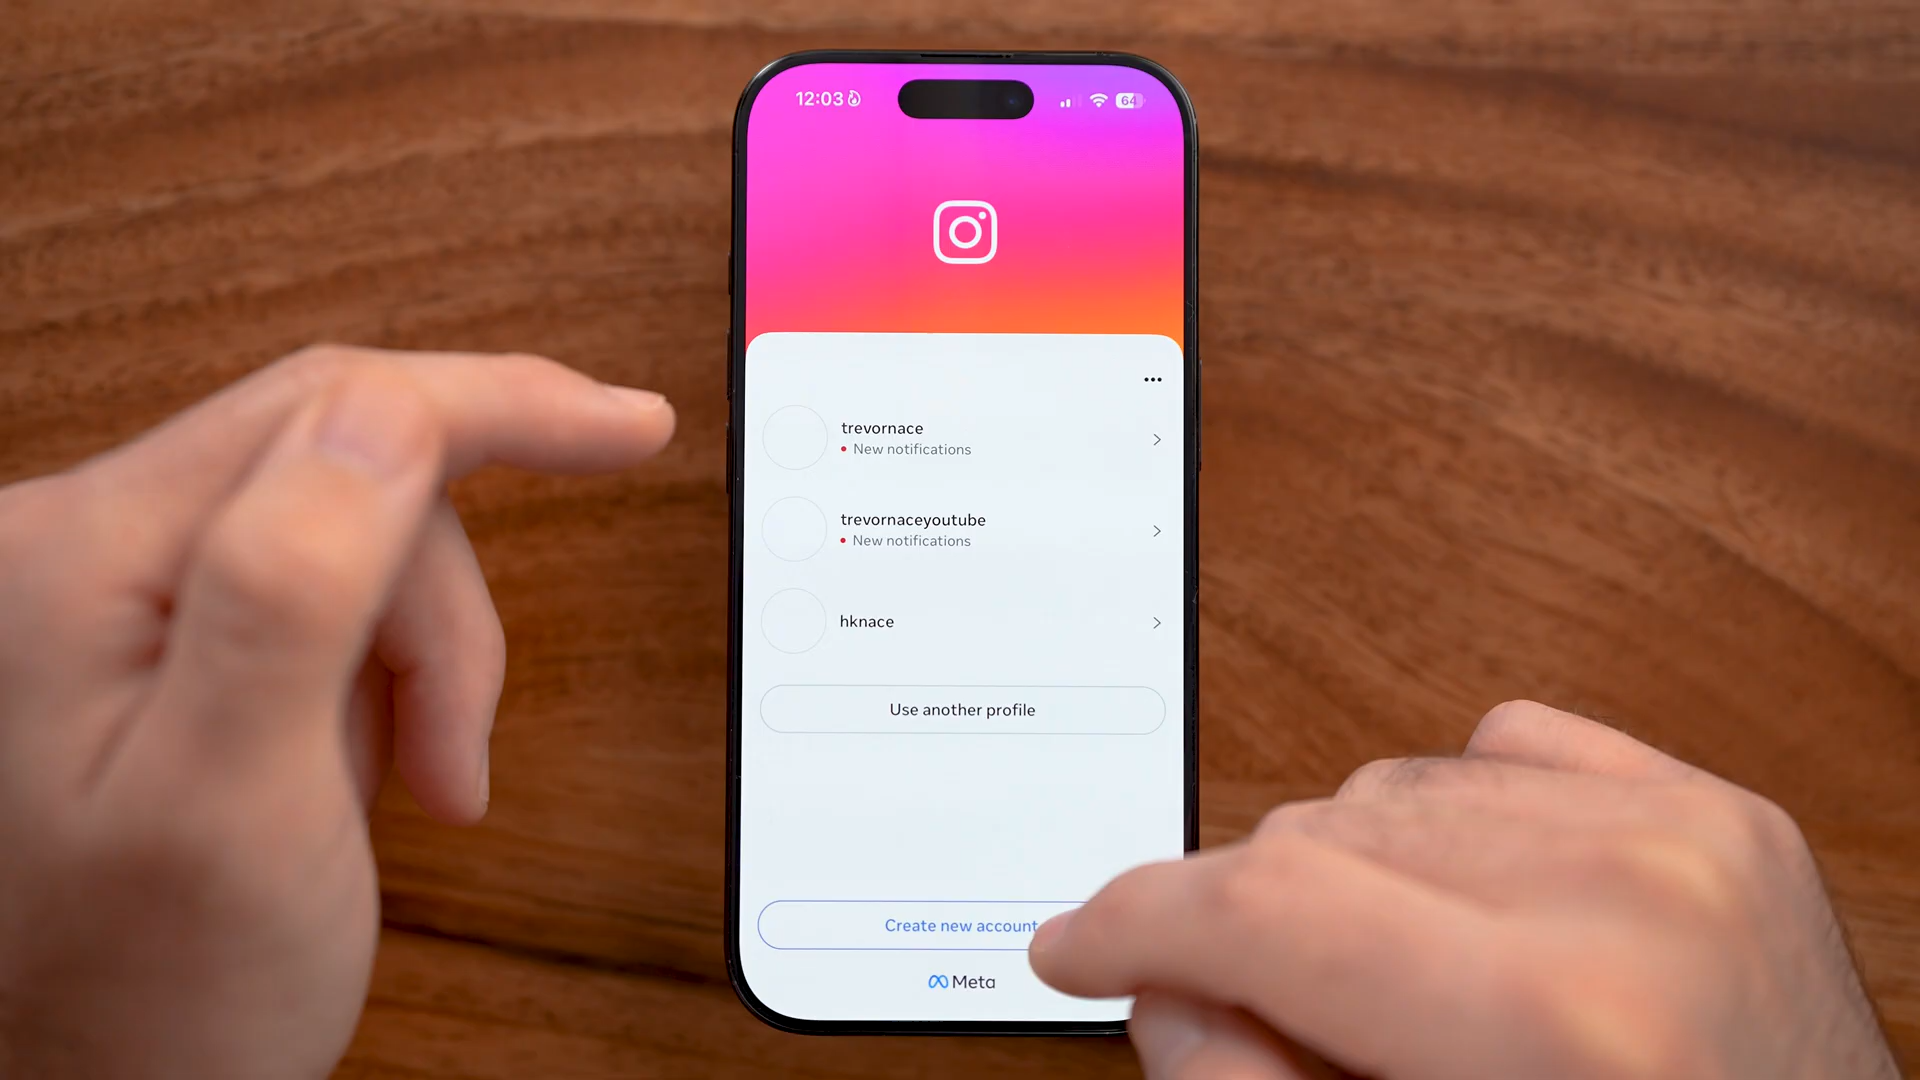 12:03
64
trevornace
New notifications
trevornaceyoutube
New notifications
hknace
Use another profile
Create new account
Meta